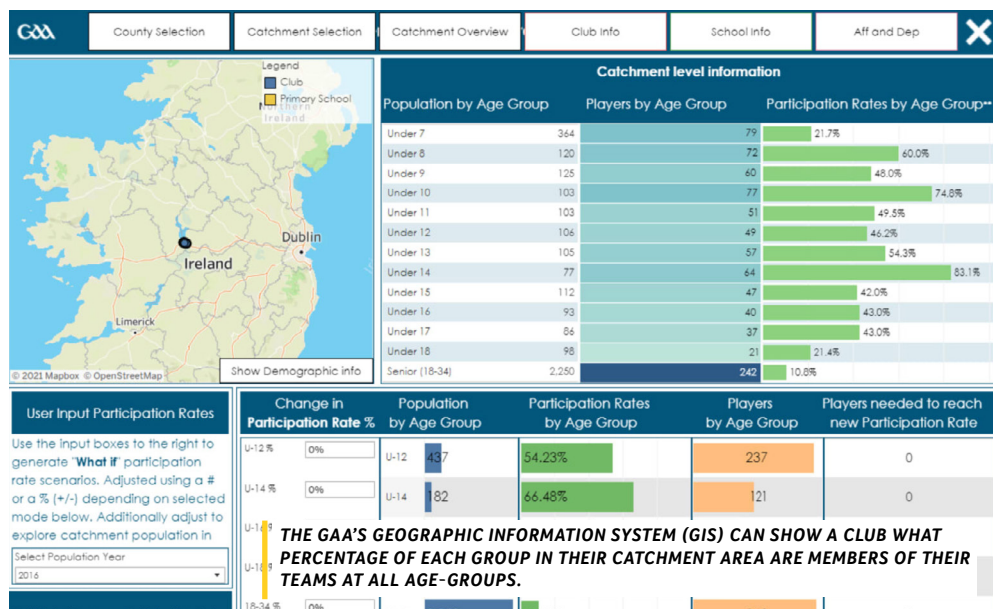 GAA
County Selection
Catchment Selection
Catchment Overview
Club Info
School Info
Aff and Dep
Legend
Club
Primary School
Northern
Ireland
Dublin
Ireland
Limerick
© 2021 Mapbox © OpenStreetMap
Show Demographic info
Catchment level information
Population by Age Group Players by Age Group Participation Rates by Age Group**
Under 7 364 79 21.7%
Under 8 120 72 60.0%
Under 9 125 60 48.0%
Under 10 103 77 74.8%
Under 11 103 51 49.5%
Under 12 106 49 46.2%
Under 13 105 57 54.3%
Under 14 77 64 83.1%
Under 15 112 47 42.0%
Under 16 93 40 43.0%
Under 17 86 37 43.0%
Under 18 98 21 21.4%
Senior (18-34) 2,250 242 10.8%
User Input Participation Rates
Use the input boxes to the right to
generate "What if" participation
rate scenarios. Adjusted using a #
or a % (+/-) depending on selected
mode below. Additionally adjust to
explore catchment population in
Select Population Year
2016
Change in
Participation Rate %
Population
by Age Group
Participation Rates
by Age Group
Players
by Age Group
Players needed to reach
new Participation Rate
U-12 % 0% U-12 437 54.23% 237 0
U-14 % 0% U-14 182 66.48% 121 0
THE GAA'S GEOGRAPHIC INFORMATION SYSTEM (GIS) CAN SHOW A CLUB WHAT
PERCENTAGE OF EACH GROUP IN THEIR CATCHMENT AREA ARE MEMBERS OF THEIR
TEAMS AT ALL AGE-GROUPS.
18-34 % 0%